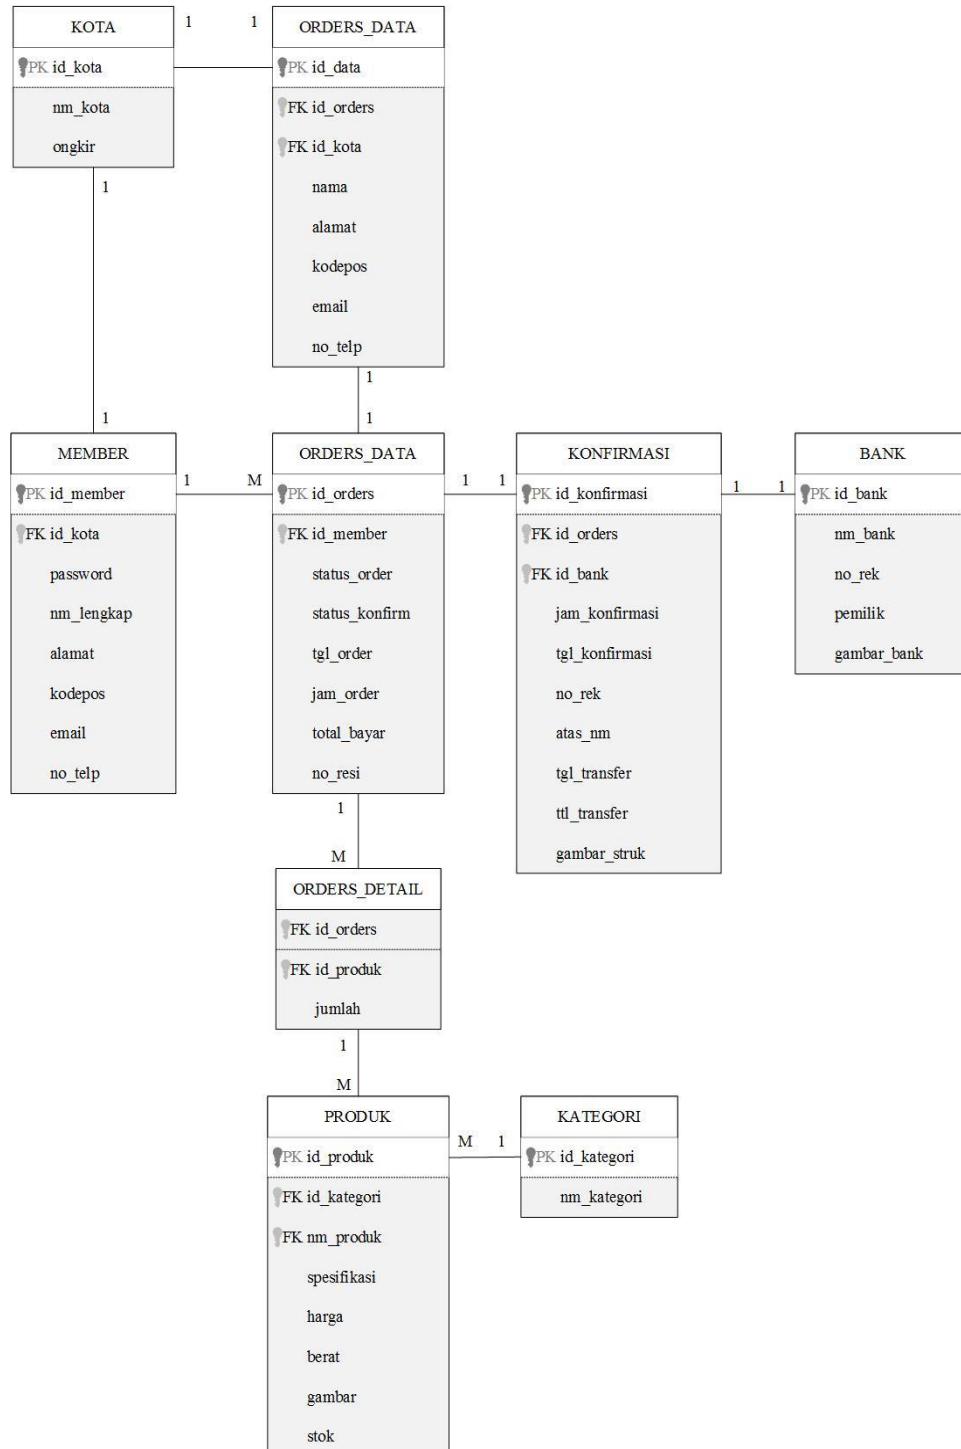 KOTA
PK id_kota
nm_kota
ongkir
1
1
ORDERS_DATA
PK id_data
FK id_orders
FK id_kota
nama
alamat
kodepos
email
no_telp
1
1
1
1
MEMBER
PK id_member
FK id_kota
password
nm_lengkap
alamat
kodepos
email
no_telp
1
M
ORDERS_DATA
PK id_orders
FK id_member
status_order
status_konfirm
tgl_order
jam_order
total_bayar
no_resi
1
1
KONFIRMASI
PK id_konfirmasi
FK id_orders
FK id_bank
jam_konfirmasi
tgl_konfirmasi
no_rek
atas_nm
tgl_transfer
ttl_transfer
gambar_struk
1
1
BANK
PK id_bank
nm_bank
no_rek
pemilik
gambar_bank
1
M
ORDERS_DETAIL
FK id_orders
FK id_produk
jumlah
1
M
PRODUK
PK id_produk
FK id_kategori
FK nm_produk
spesifikasi
harga
berat
gambar
stok
M
1
KATEGORI
PK id_kategori
nm_kategori